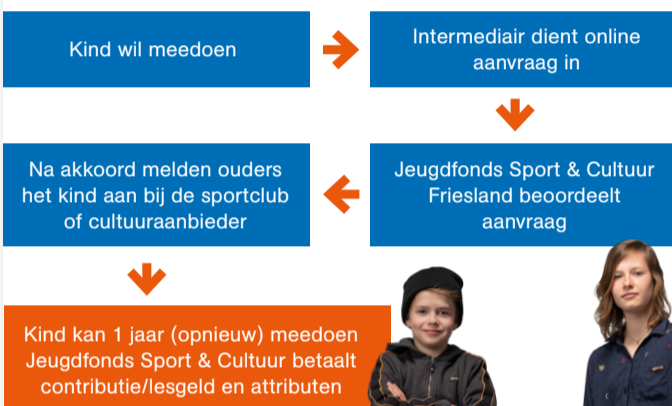 Kind wil meedoen
Intermediair dient online
aanvraag in
Jeugdfonds Sport & Cultuur
Friesland beoordeelt
aanvraag
Na akkoord melden ouders
het kind aan bij de sportclub
of cultuuraanbieder
Kind kan 1 jaar (opnieuw) meedoen
Jeugdfonds Sport & Cultuur betaalt
contributie/lesgeld en attributen